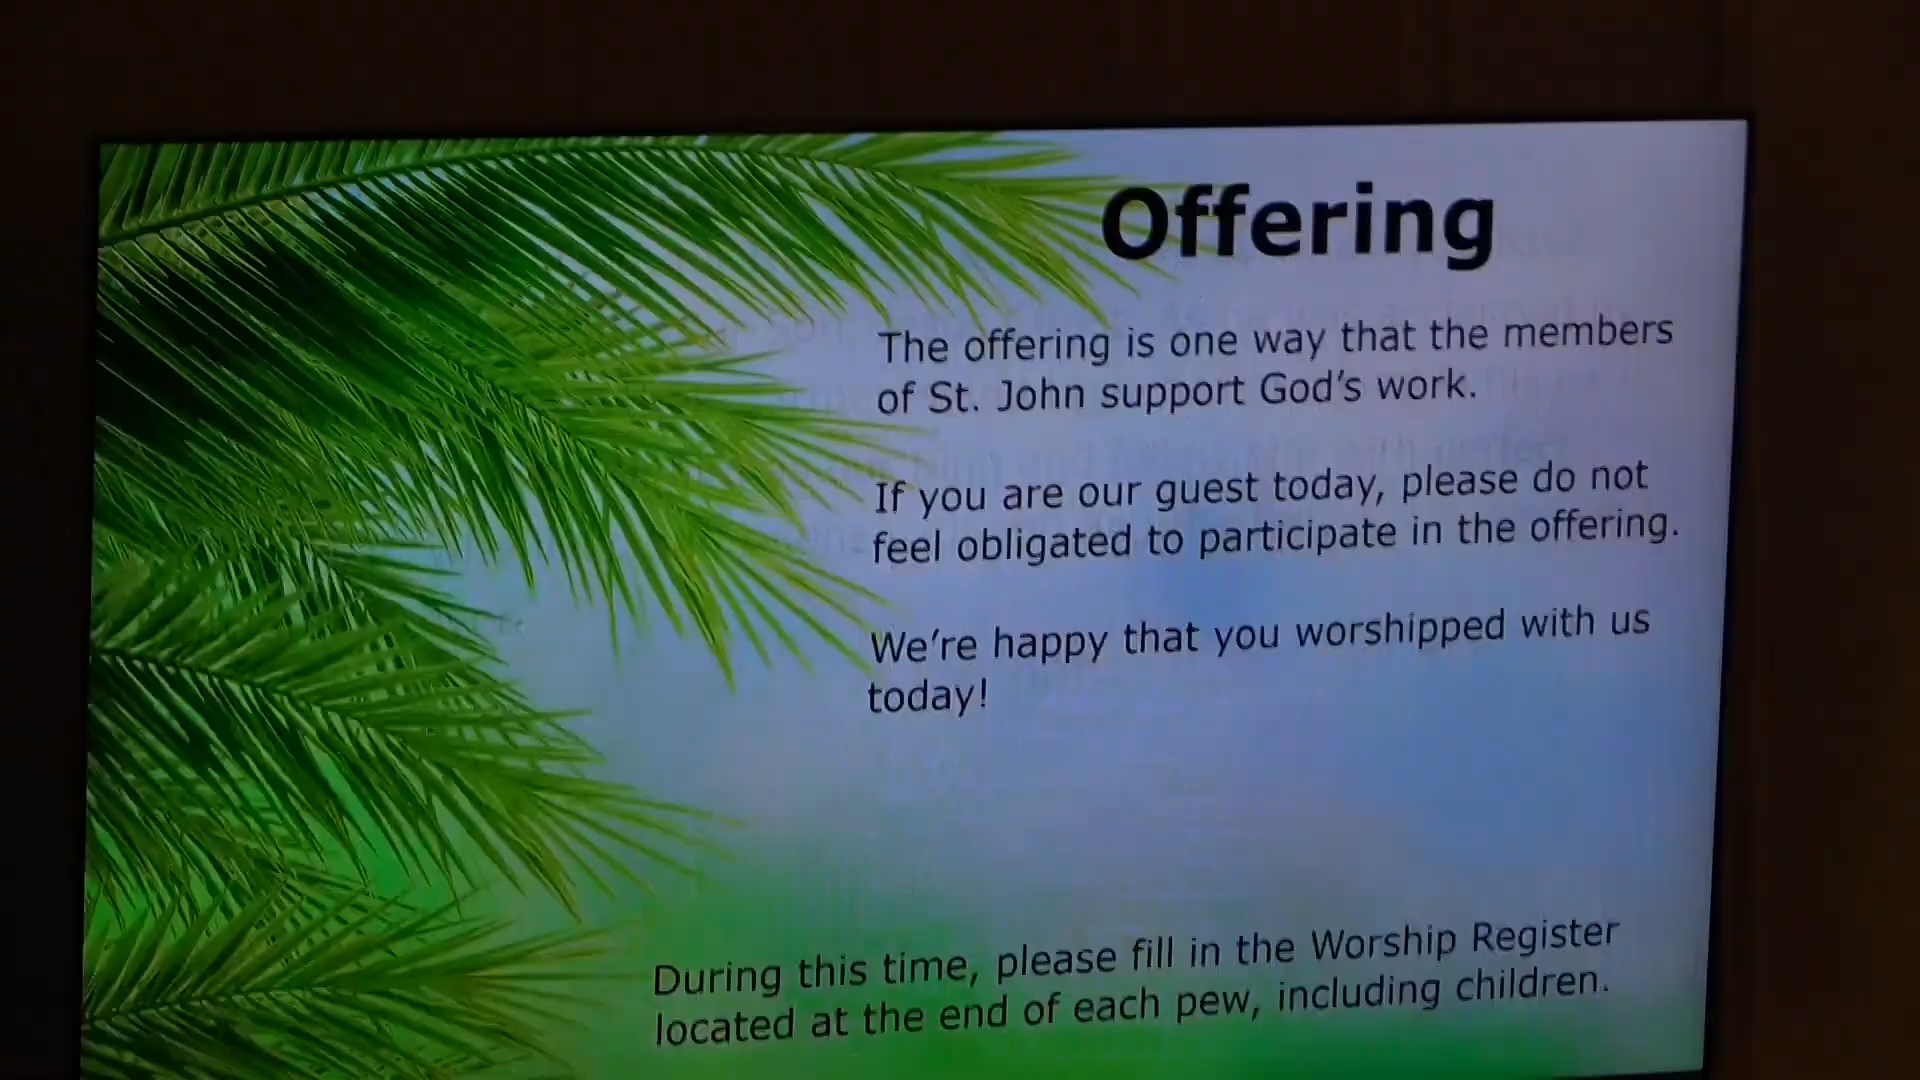 Offering
The offering is one way that the members
of St. John support God's work.
If you are our guest today, please do not
feel obligated to participate in the offering.
We're happy that you worshipped with us
today!
During this time, please fill in the Worship Register
located at the end of each pew, including children.